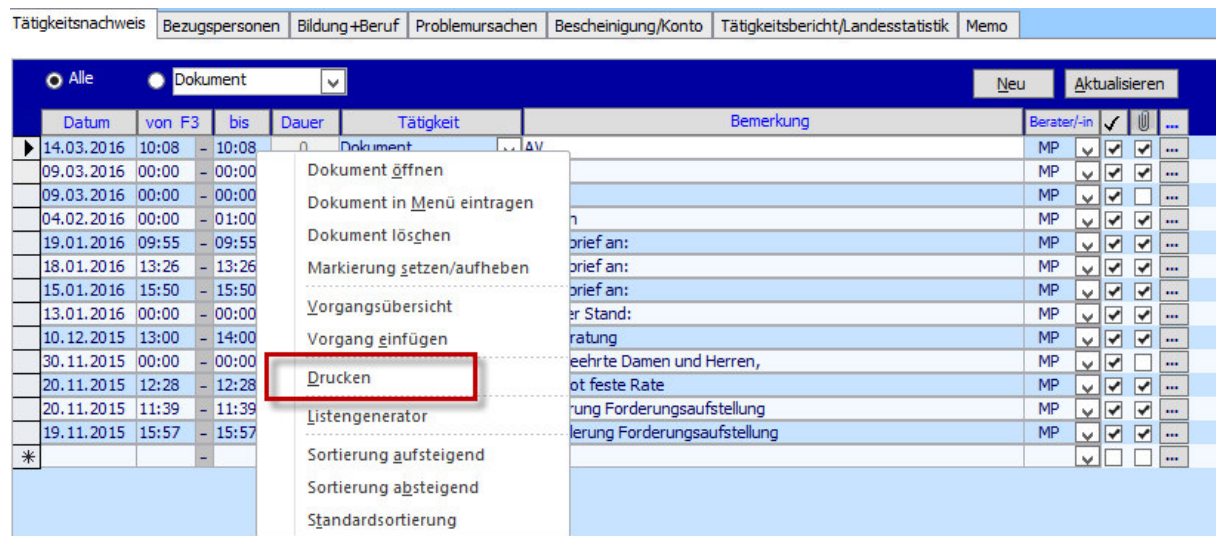 Tätigkeitsnachweis Bezugspersonen Bildung+Beruf Problemursachen Bescheinigung/Konto Tätigkeitsbericht/Landesstatistik Memo
Alle Dokument Neu Aktualisieren
Datum von F3 bis Dauer Tätigkeit Bemerkung Berater/-in ...
14.03.2016 10:08 - 10:08 0 Dokument AV MP ...
09.03.2016 00:00 - 00:00 MP ...
09.03.2016 00:00 - 00:00 MP ...
04.02.2016 00:00 - 01:00 n MP ...
19.01.2016 09:55 - 09:55 brief an: MP ...
18.01.2016 13:26 - 13:26 brief an: MP ...
15.01.2016 15:50 - 15:50 brief an: MP ...
13.01.2016 00:00 - 00:00 er Stand: MP ...
10.12.2015 13:00 - 14:00 ratung MP ...
30.11.2015 00:00 - 00:00 eehrte Damen und Herren, MP ...
20.11.2015 12:28 - 12:28 ot feste Rate MP ...
20.11.2015 11:39 - 11:39 rung Forderungsaufstellung MP ...
19.11.2015 15:57 - 15:57 lerung Forderungsaufstellung MP ...
* - ...
Dokument öffnen
Dokument in Menü eintragen
Dokument löschen
Markierung setzen/aufheben
Vorgangsübersicht
Vorgang einfügen
Drucken
Listengenerator
Sortierung aufsteigend
Sortierung absteigend
Standardsortierung